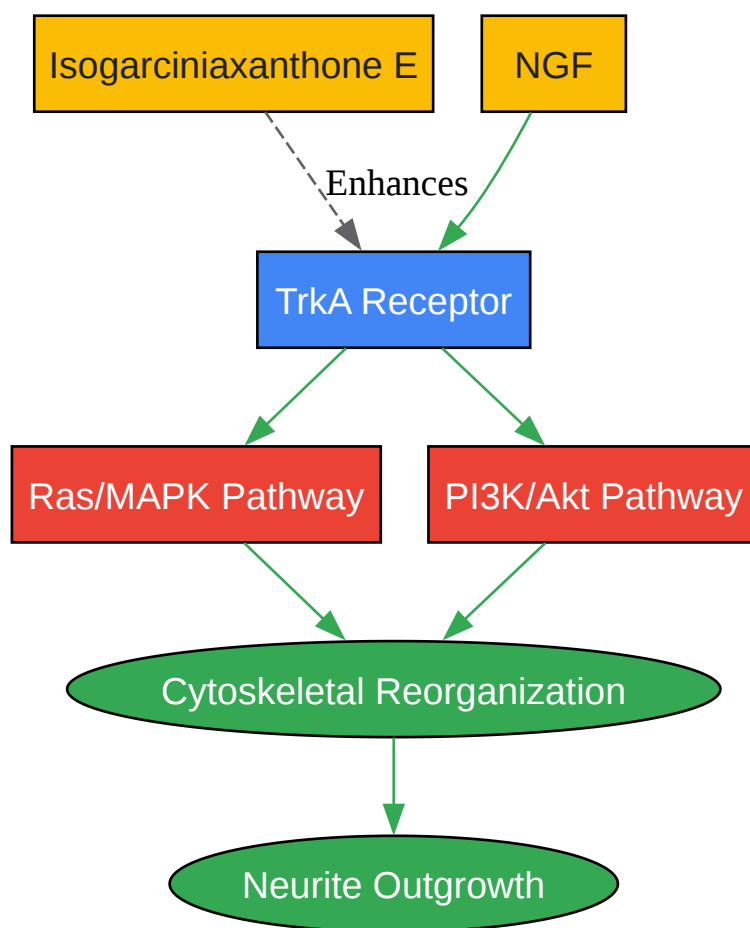 Isogarciniaxanthone E
NGF
Enhances
TrkA Receptor
Ras/MAPK Pathway
PI3K/Akt Pathway
Cytoskeletal Reorganization
Neurite Outgrowth